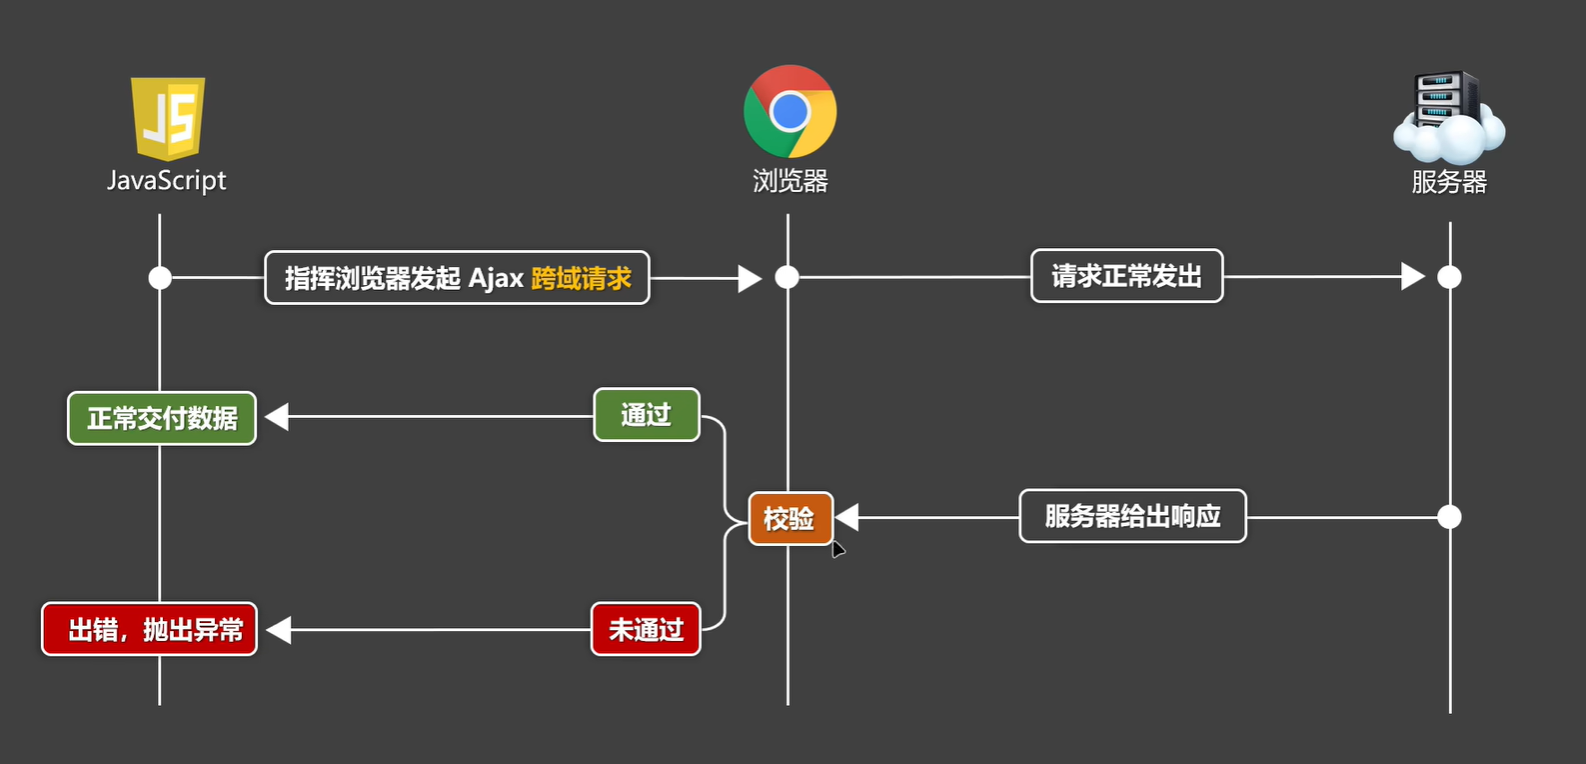 JS
JavaScript
浏览器
服务器
指挥浏览器发起 Ajax 跨域请求
请求正常发出
正常交付数据
通过
校验
服务器给出响应
出错，抛出异常
未通过